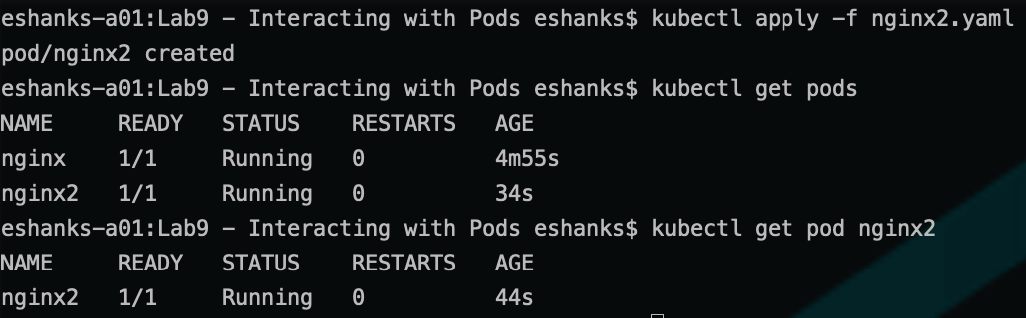 eshanks-a01:Lab9 - Interacting with Pods eshanks$ kubectl apply -f nginx2.yaml
pod/nginx2 created
eshanks-a01:Lab9 - Interacting with Pods eshanks$ kubectl get pods
NAME     READY   STATUS    RESTARTS   AGE
nginx    1/1     Running   0          4m55s
nginx2   1/1     Running   0          34s
eshanks-a01:Lab9 - Interacting with Pods eshanks$ kubectl get pod nginx2
NAME     READY   STATUS    RESTARTS   AGE
nginx2   1/1     Running   0          44s